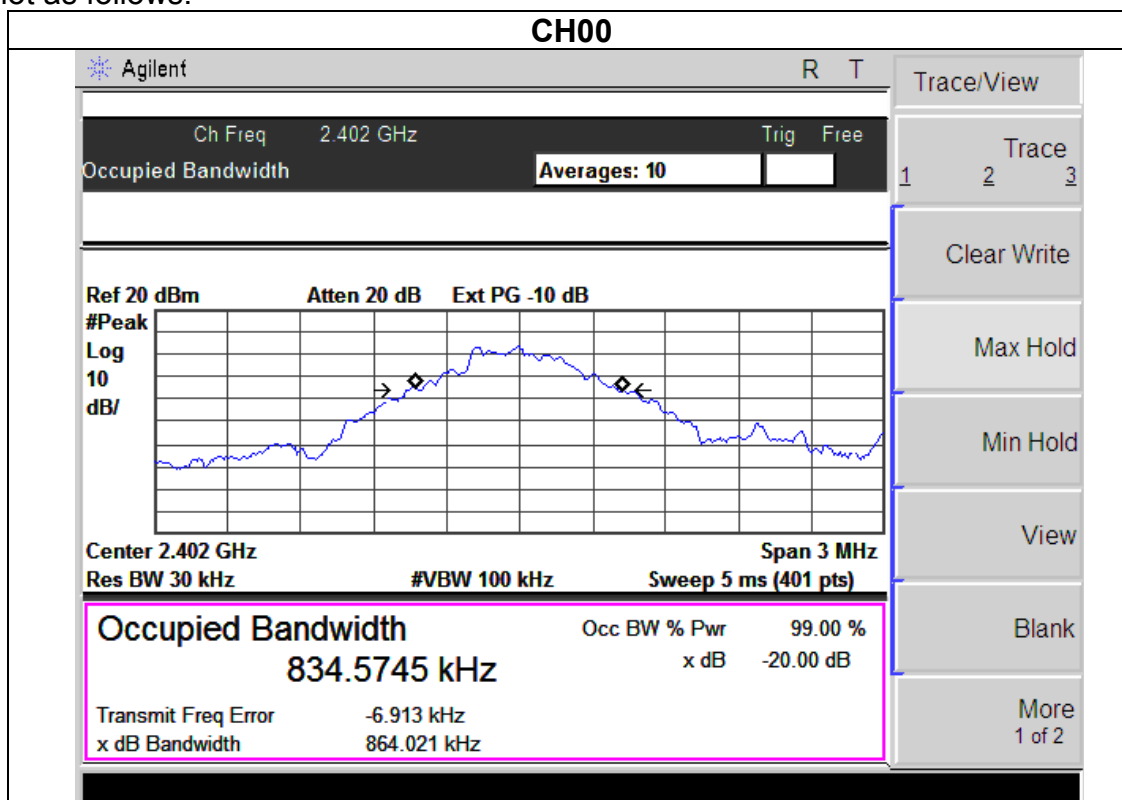 CH00
Agilent R T
Ch Freq 2.402 GHz Trig Free
Occupied Bandwidth Averages: 10
Ref 20 dBm Atten 20 dB Ext PG -10 dB
#Peak
Log
10
dB/
Center 2.402 GHz Span 3 MHz
Res BW 30 kHz #VBW 100 kHz Sweep 5 ms (401 pts)
Occupied Bandwidth Occ BW % Pwr 99.00 %
834.5745 kHz x dB -20.00 dB
Transmit Freq Error -6.913 kHz
x dB Bandwidth 864.021 kHz
Trace/View
Trace
1 2 3
Clear Write
Max Hold
Min Hold
View
Blank
More
1 of 2